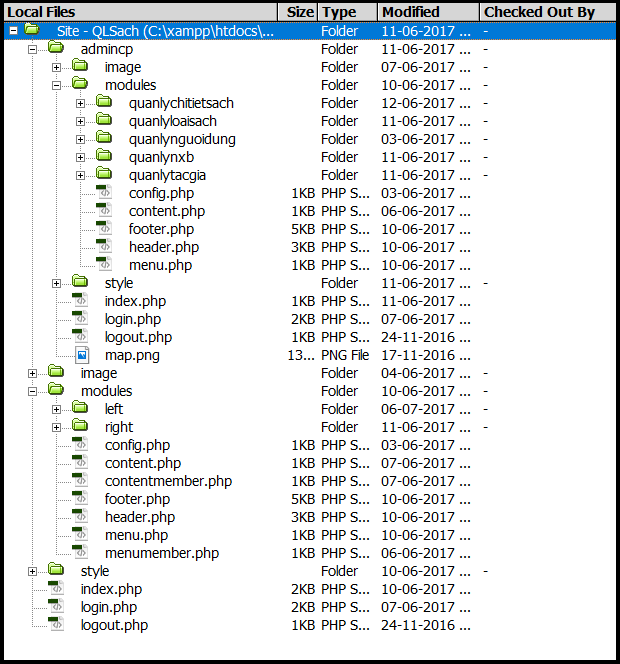 Local Files Size Type Modified Checked Out By
Site - QLSach (C:\xampp\htdocs\... Folder 11-06-2017 ... -
admincp Folder 11-06-2017 ... -
image Folder 07-06-2017 ... -
modules Folder 10-06-2017 ... -
quanlychitietsach Folder 12-06-2017 ... -
quanlyloaisach Folder 11-06-2017 ... -
quanlynguoidung Folder 03-06-2017 ... -
quanlynxb Folder 11-06-2017 ... -
quanlytacgia Folder 11-06-2017 ... -
config.php 1KB PHP S... 03-06-2017 ...
content.php 1KB PHP S... 06-06-2017 ...
footer.php 5KB PHP S... 10-06-2017 ...
header.php 3KB PHP S... 10-06-2017 ...
menu.php 1KB PHP S... 10-06-2017 ...
style Folder 11-06-2017 ... -
index.php 1KB PHP S... 11-06-2017 ...
login.php 2KB PHP S... 07-06-2017 ...
logout.php 1KB PHP S... 24-11-2016 ...
map.png 13... PNG File 17-11-2016 ...
image Folder 04-06-2017 ... -
modules Folder 10-06-2017 ... -
left Folder 06-07-2017 ... -
right Folder 11-06-2017 ... -
config.php 1KB PHP S... 03-06-2017 ...
content.php 1KB PHP S... 07-06-2017 ...
contentmember.php 1KB PHP S... 07-06-2017 ...
footer.php 5KB PHP S... 10-06-2017 ...
header.php 3KB PHP S... 10-06-2017 ...
menu.php 1KB PHP S... 10-06-2017 ...
menumember.php 1KB PHP S... 06-06-2017 ...
style Folder 10-06-2017 ... -
index.php 2KB PHP S... 10-06-2017 ...
login.php 2KB PHP S... 07-06-2017 ...
logout.php 1KB PHP S... 24-11-2016 ...